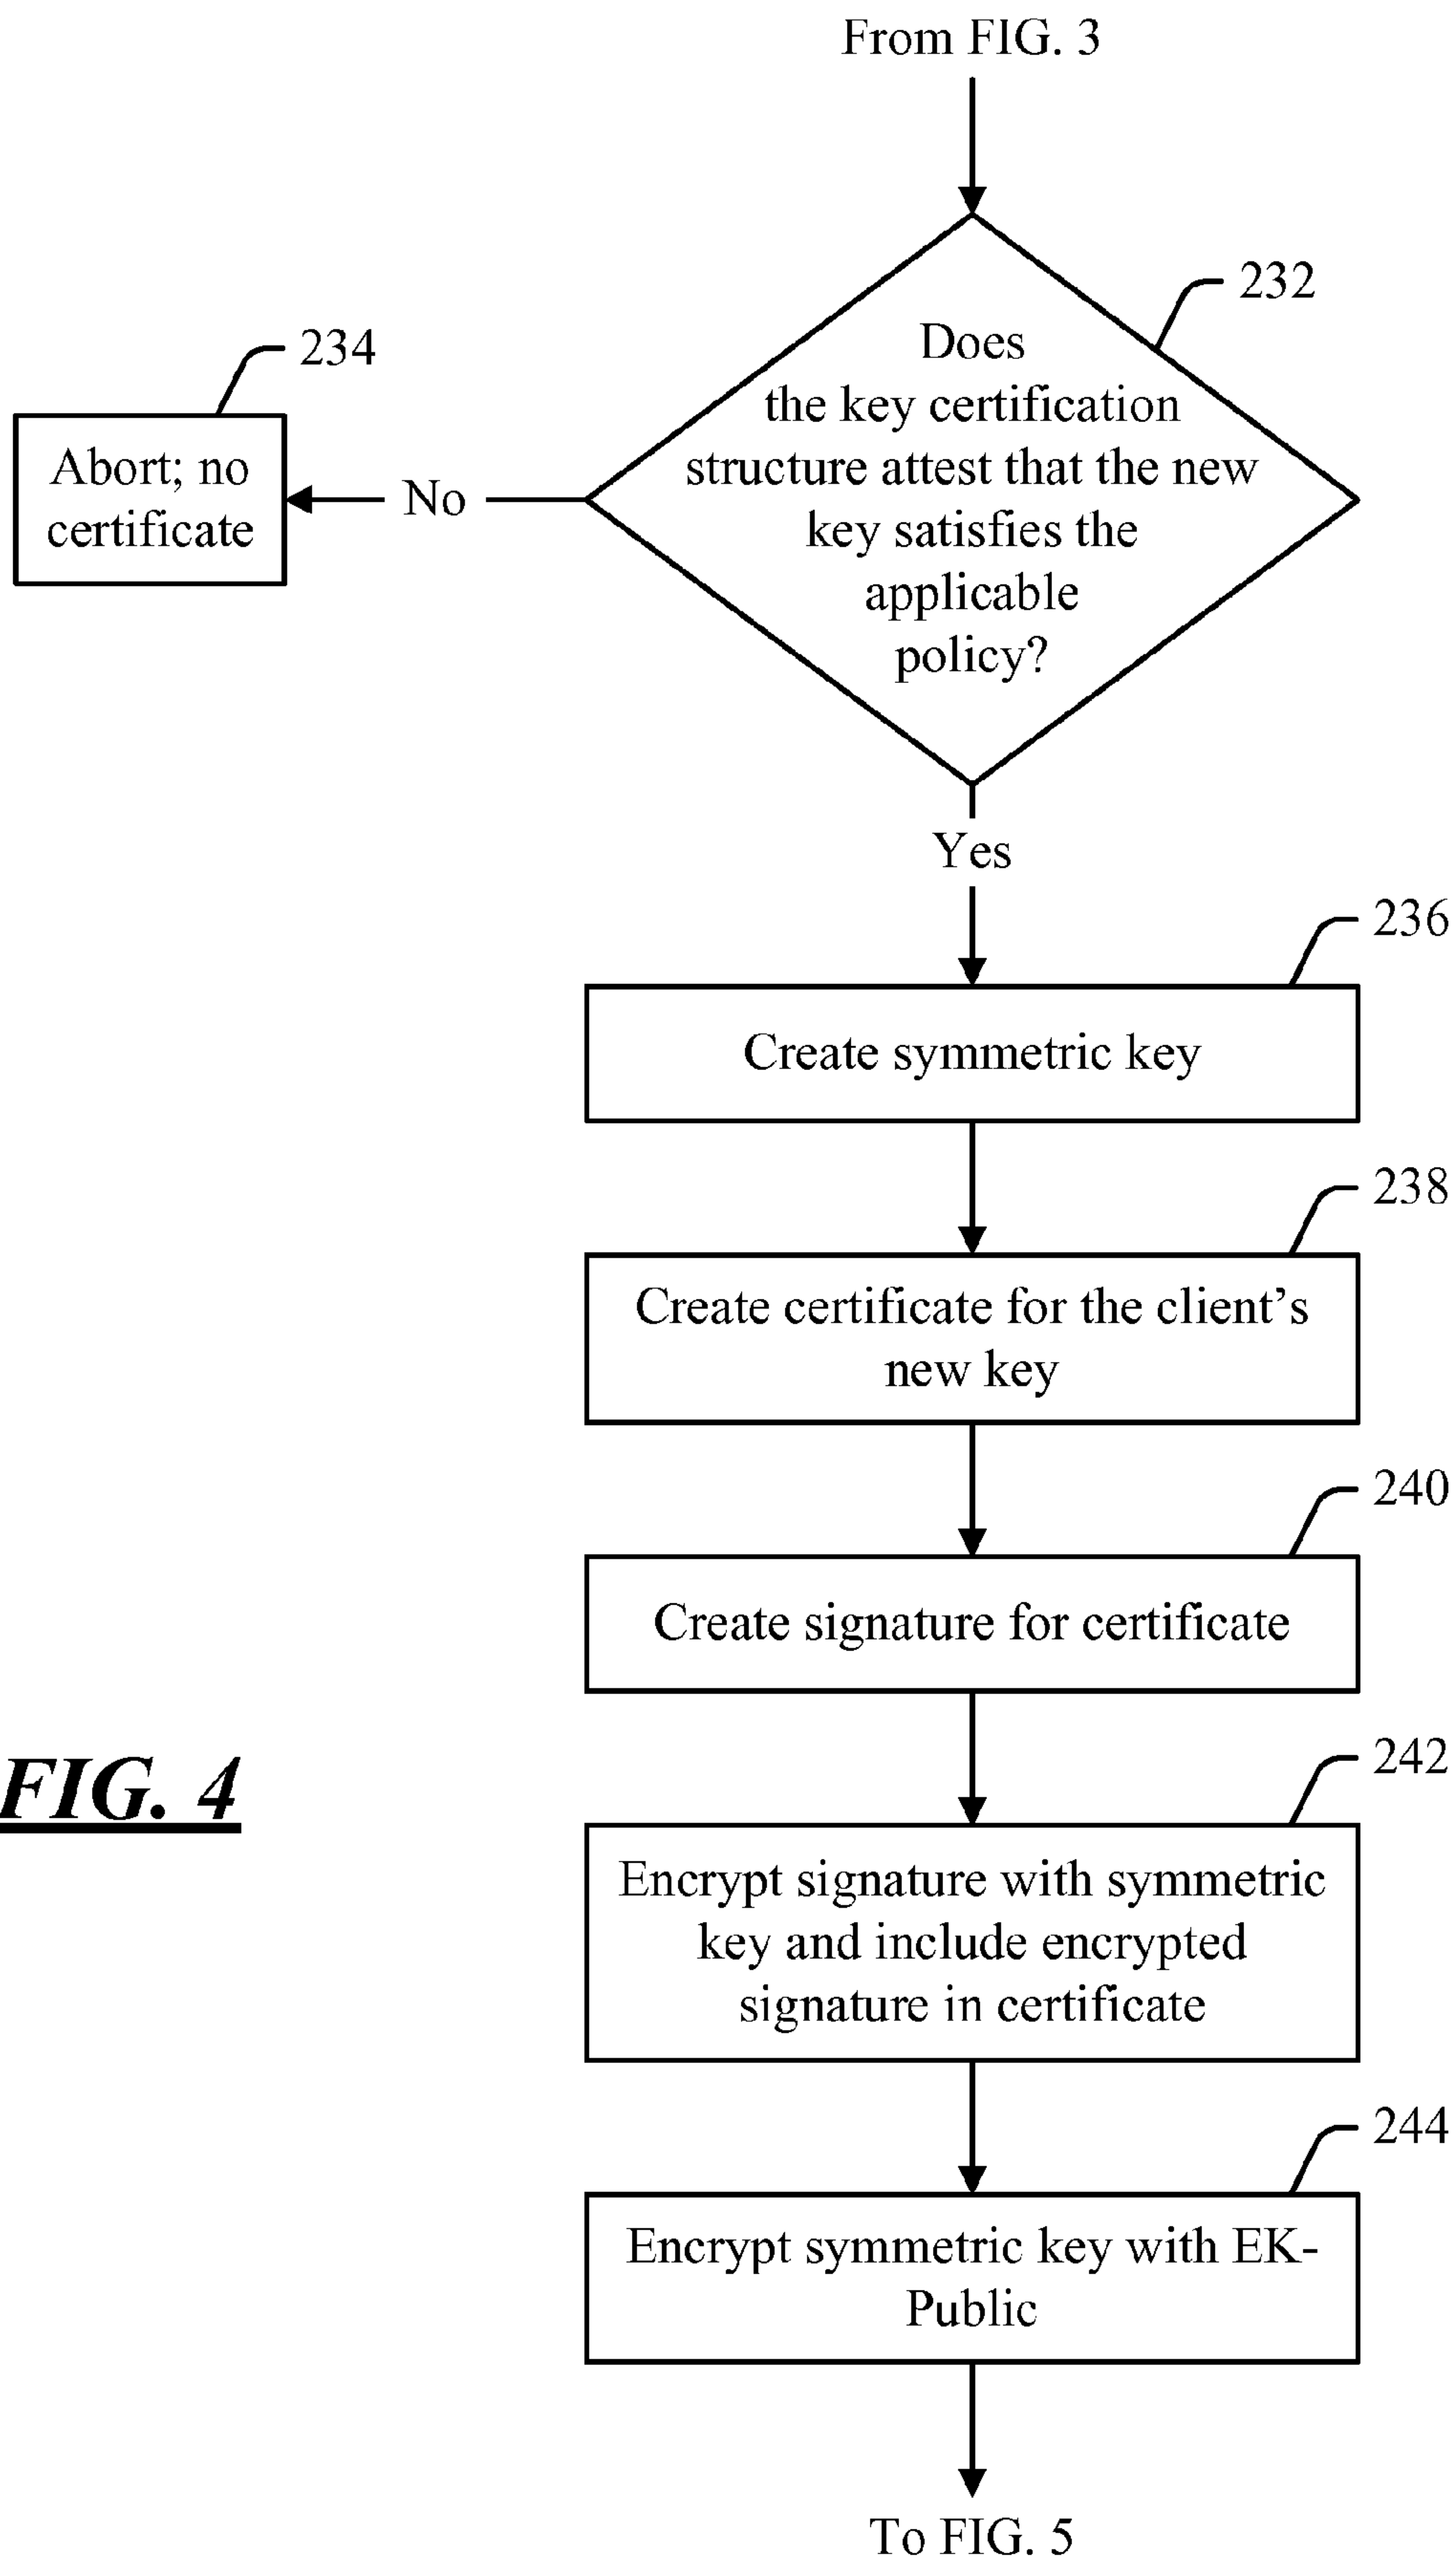 From FIG. 3
232
Does
the key certification
structure attest that the new
key satisfies the
applicable
policy?
234
Abort; no
certificate
No
Yes
236
Create symmetric key
238
Create certificate for the client’s
new key
240
Create signature for certificate
242
Encrypt signature with symmetric
key and include encrypted
signature in certificate
FIG. 4
244
Encrypt symmetric key with EK-
Public
To FIG. 5